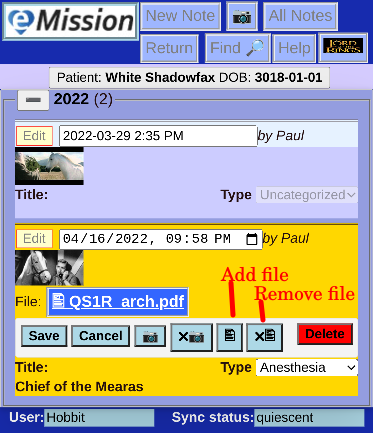 eMission
New Note
All Notes
Return
Find
Help
LORD
RINGS
Patient: White Shadowfax DOB: 3018-01-01
2022 (2)
Edit
2022-03-29 2:35 PM
by Paul
Title:
Type
Uncategorized
Edit
04/16/2022, 09:58 PM
by Paul
Add file
Remove file
File:
QS1R_arch.pdf
Save
Cancel
Delete
Title:
Type
Anesthesia
Chief of the Mearas
User: Hobbit
Sync status: quiescent